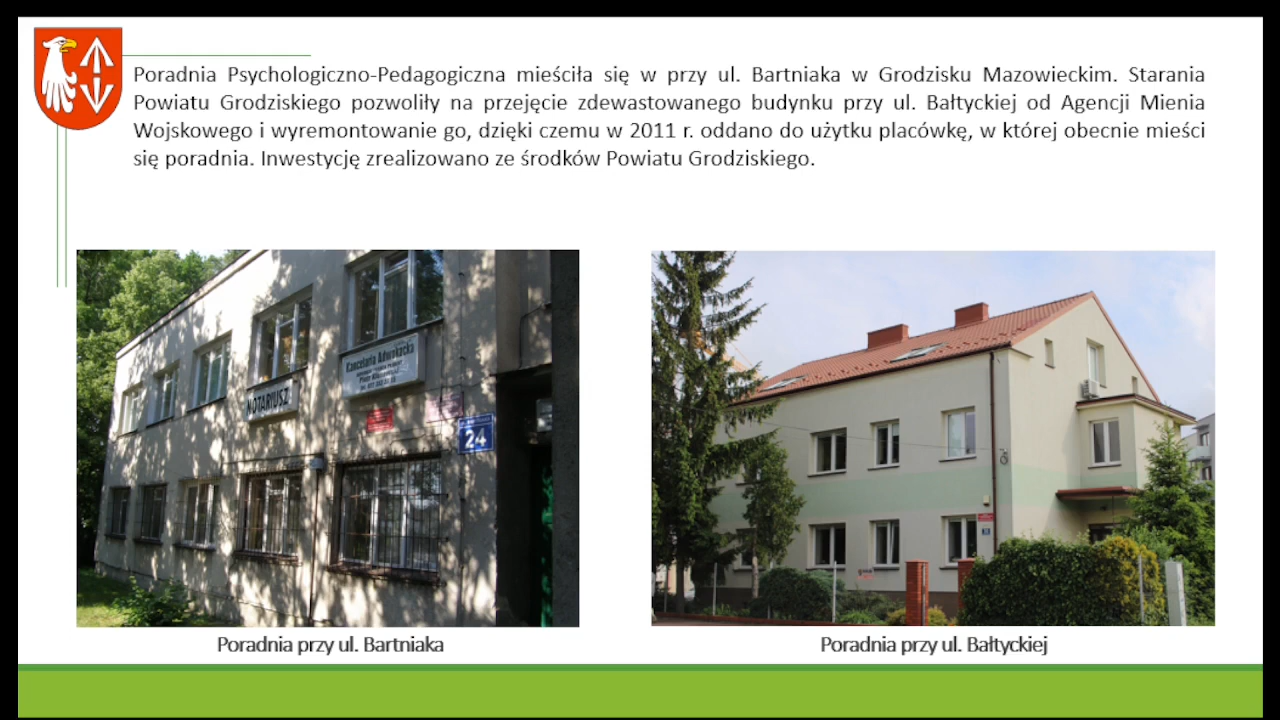 Poradnia Psychologiczno-Pedagogiczna mieściła się w przy ul. Bartniaka w Grodzisku Mazowieckim. Starania
Powiatu Grodziskiego pozwoliły na przejęcie zdewastowanego budynku przy ul. Bałtyckiej od Agencji Mienia
Wojskowego i wyremontowanie go, dzięki czemu w 2011 r. oddano do użytku placówkę, w której obecnie mieści
się poradnia. Inwestycję zrealizowano ze środków Powiatu Grodziskiego.
Kancelaria Adwokacka
NOTARIUSZ
24
Poradnia przy ul. Bartniaka
Poradnia przy ul. Bałtyckiej